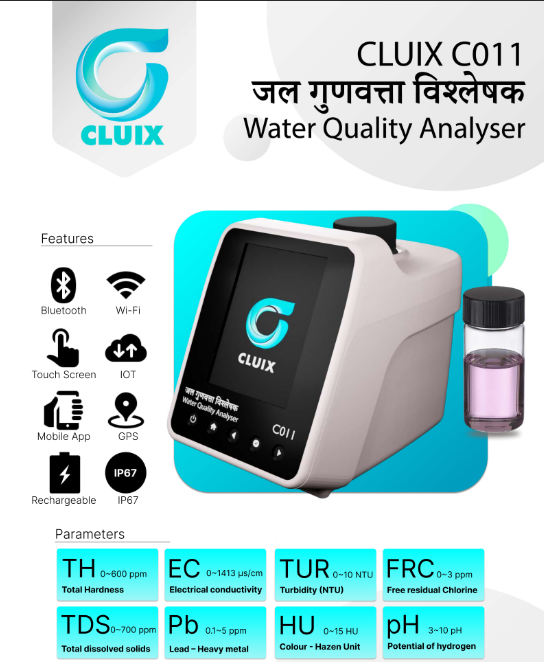 CLUIX
CLUIX C011
जल गुणवत्ता विश्लेषक
Water Quality Analyser
Features
Bluetooth
Wi-Fi
Touch Screen
IOT
Mobile App
GPS
Rechargeable
IP67
IP67
CLUIX
जल गुणवत्ता विश्लेषक
Water Quality Analyser
C011
Parameters
TH 0~600 ppm
Total Hardness
EC 0~1413 µs/cm
Electrical conductivity
TUR 0~10 NTU
Turbidity (NTU)
FRC 0~3 ppm
Free residual Chlorine
TDS 0~700 ppm
Total dissolved solids
Pb 0.1~5 ppm
Lead – Heavy metal
HU 0~15 HU
Colour - Hazen Unit
pH 3~10 pH
Potential of hydrogen